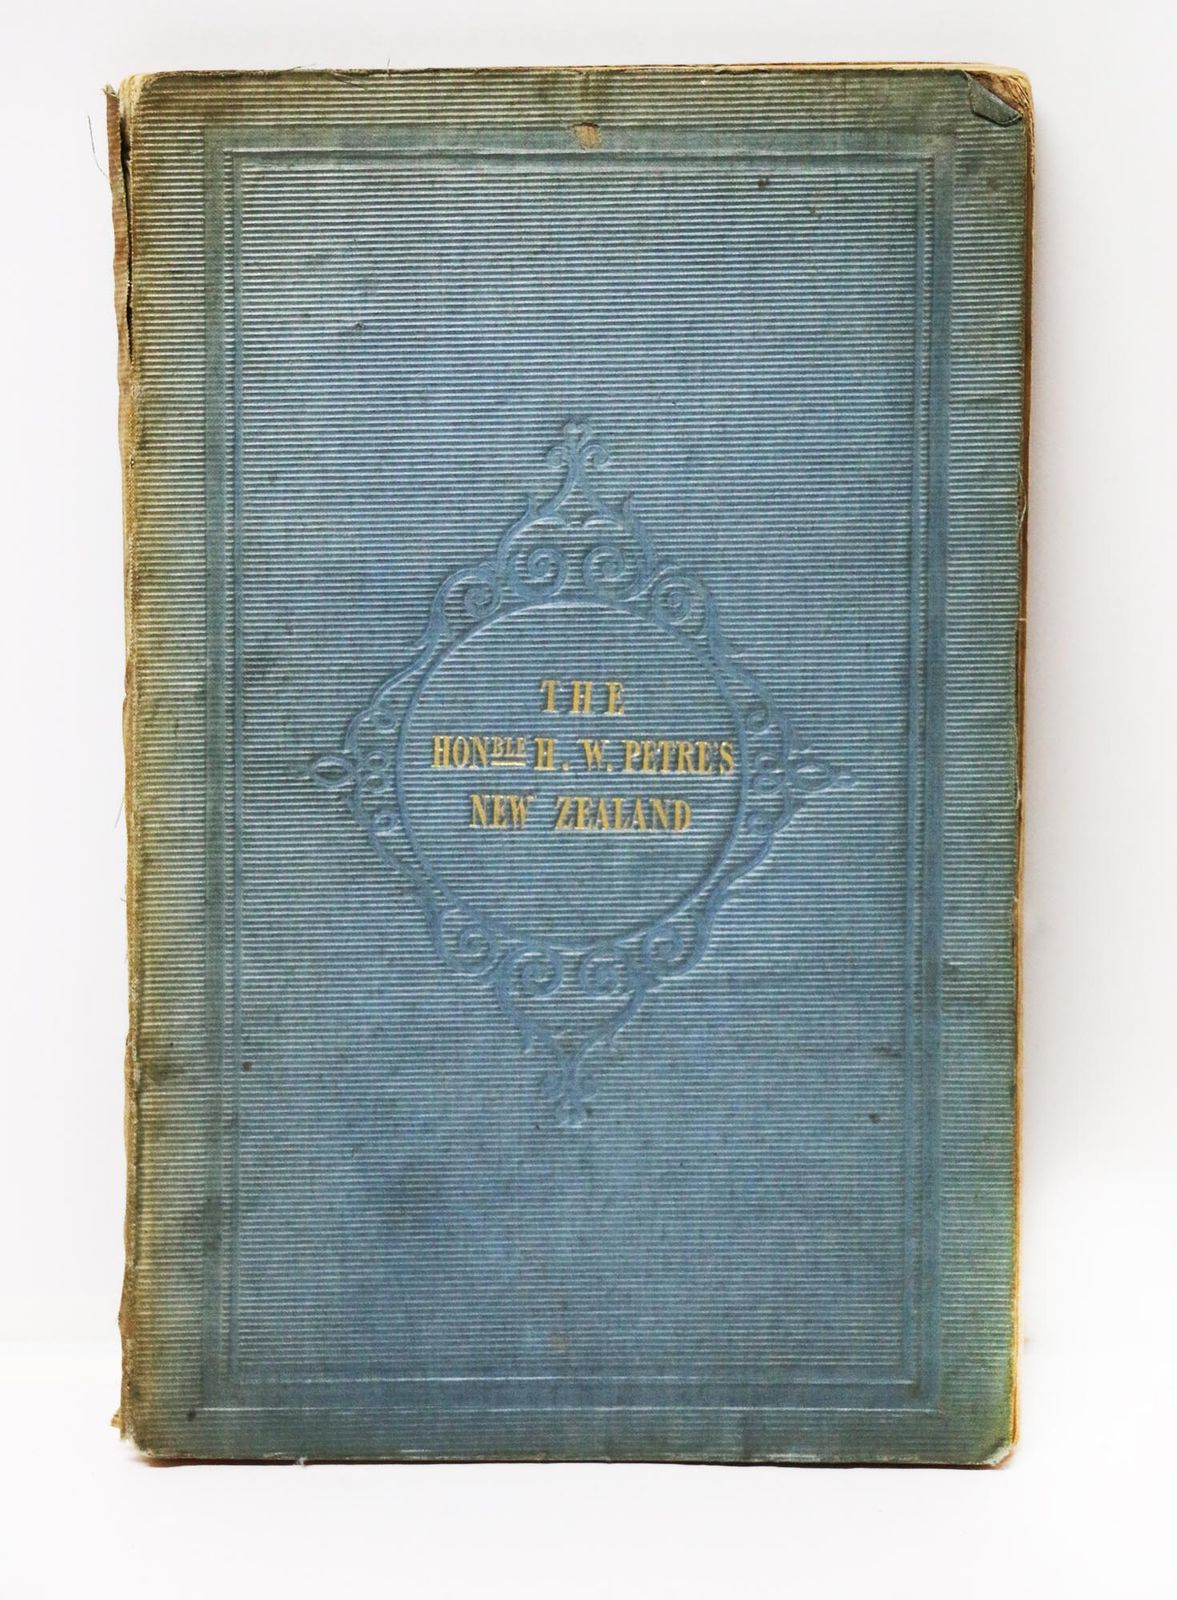 THE
HONBLE H. W. PETRE'S
NEW ZEALAND